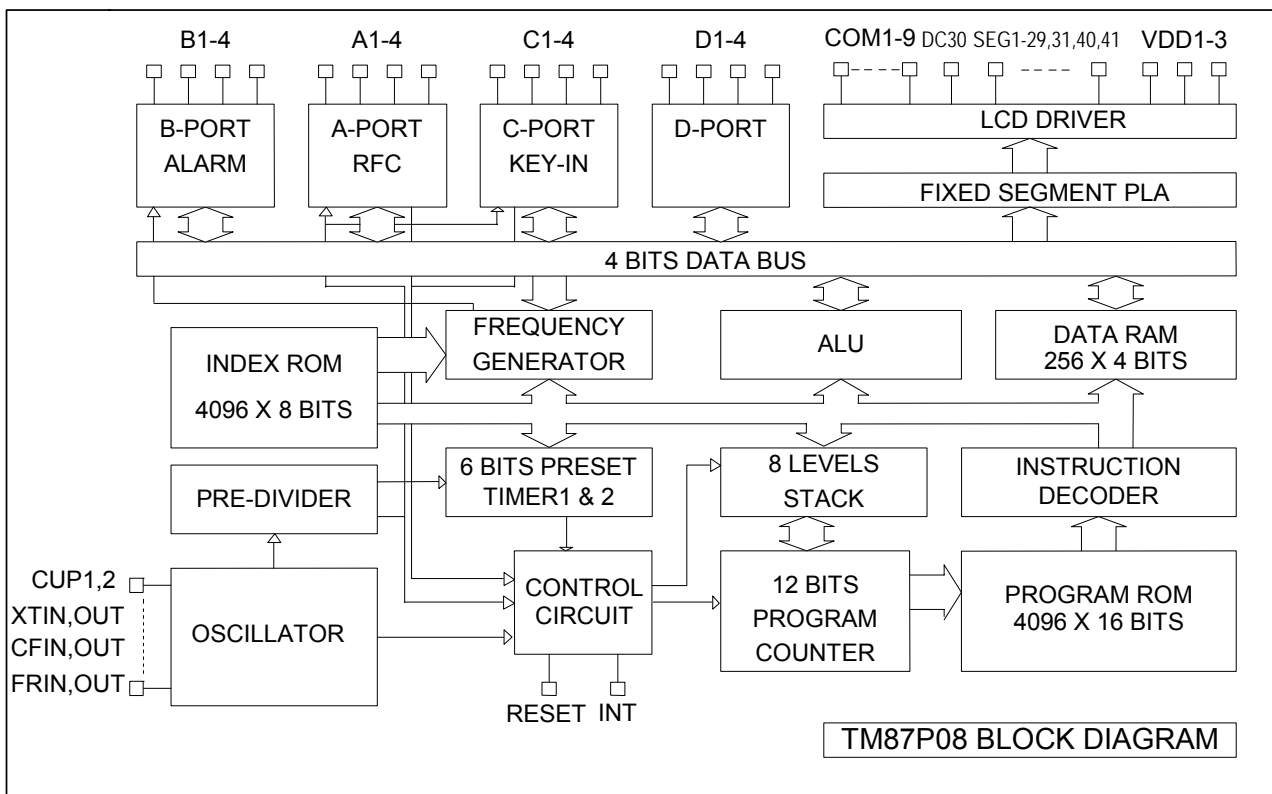 B1-4 A1-4 C1-4 D1-4 COM1-9 DC30 SEG1-29,31,40,41 VDD1-3
B-PORT
ALARM
A-PORT
RFC
C-PORT
KEY-IN
D-PORT
LCD DRIVER
FIXED SEGMENT PLA
4 BITS DATA BUS
INDEX ROM
4096 X 8 BITS
FREQUENCY
GENERATOR
ALU
DATA RAM
256 X 4 BITS
PRE-DIVIDER
6 BITS PRESET
TIMER1 & 2
8 LEVELS
STACK
INSTRUCTION
DECODER
CUP1,2
XTIN,OUT
CFIN,OUT
FRIN,OUT
OSCILLATOR
CONTROL
CIRCUIT
12 BITS
PROGRAM
COUNTER
PROGRAM ROM
4096 X 16 BITS
RESET INT
TM87P08 BLOCK DIAGRAM